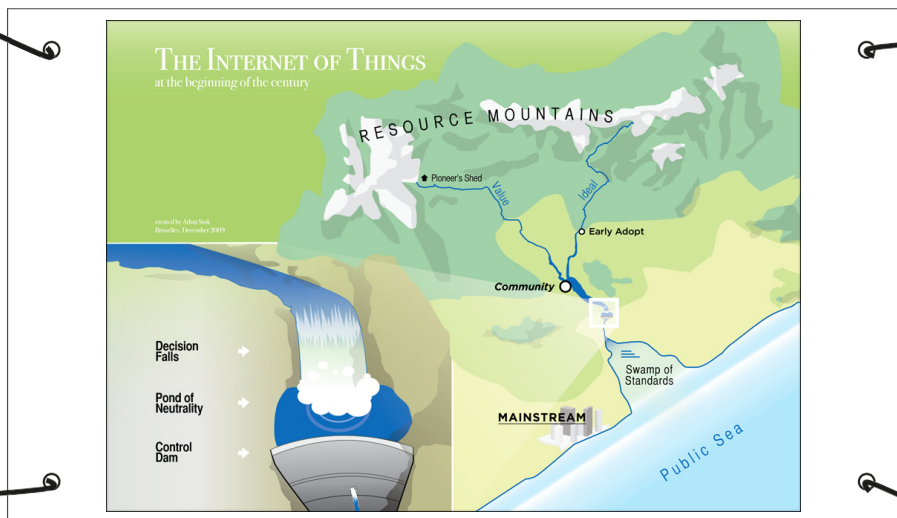 THE INTERNET OF THINGS
at the beginning of the century
RESOURCE MOUNTAINS
Pioneer's Shed
Value
Ideal
Early Adopt
created by Arlon Stok
Bruxelles, December 2009
Community
Decision
Falls
Pond of
Neutrality
Control
Dam
Swamp of
Standards
MAINSTREAM
Public Sea